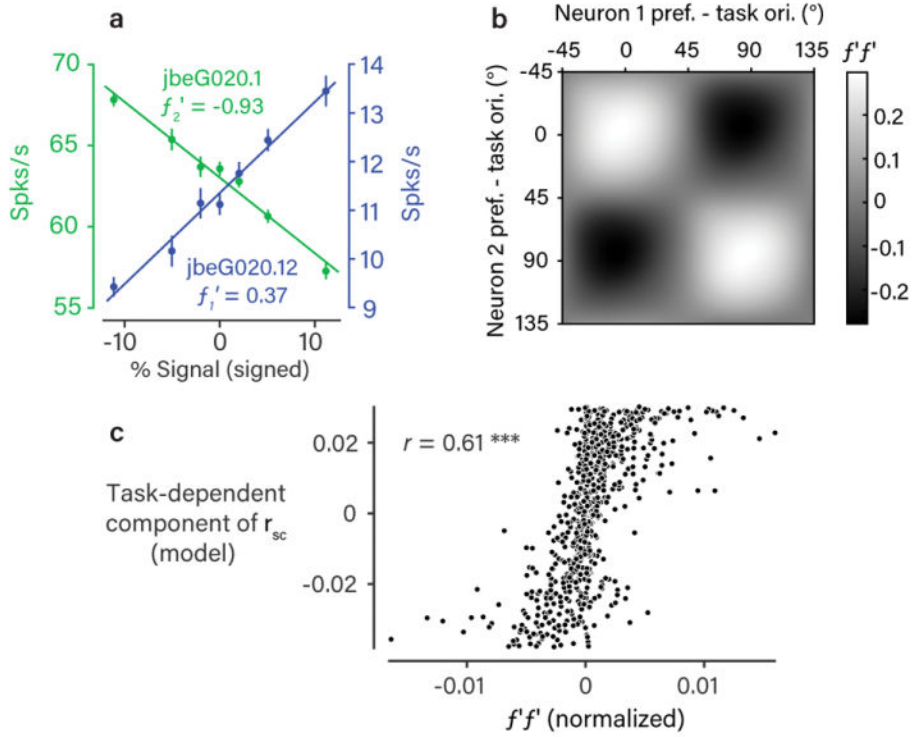 a
70
65
60
55
Spks/s
jbeG020.1
f₂' = -0.93
jbeG020.12
f₁' = 0.37
14
13
12
11
10
9
Spks/s
-10 0 10
% Signal (signed)
b
Neuron 1 pref. - task ori. (°)
-45 0 45 90 135
Neuron 2 pref. - task ori. (°)
-45
0
45
90
135
f'f'
0.2
0.1
0
-0.1
-0.2
c
r = 0.61 ***
Task-dependent
component of rsc
(model)
0.02
0
-0.02
-0.01 0 0.01
f'f' (normalized)